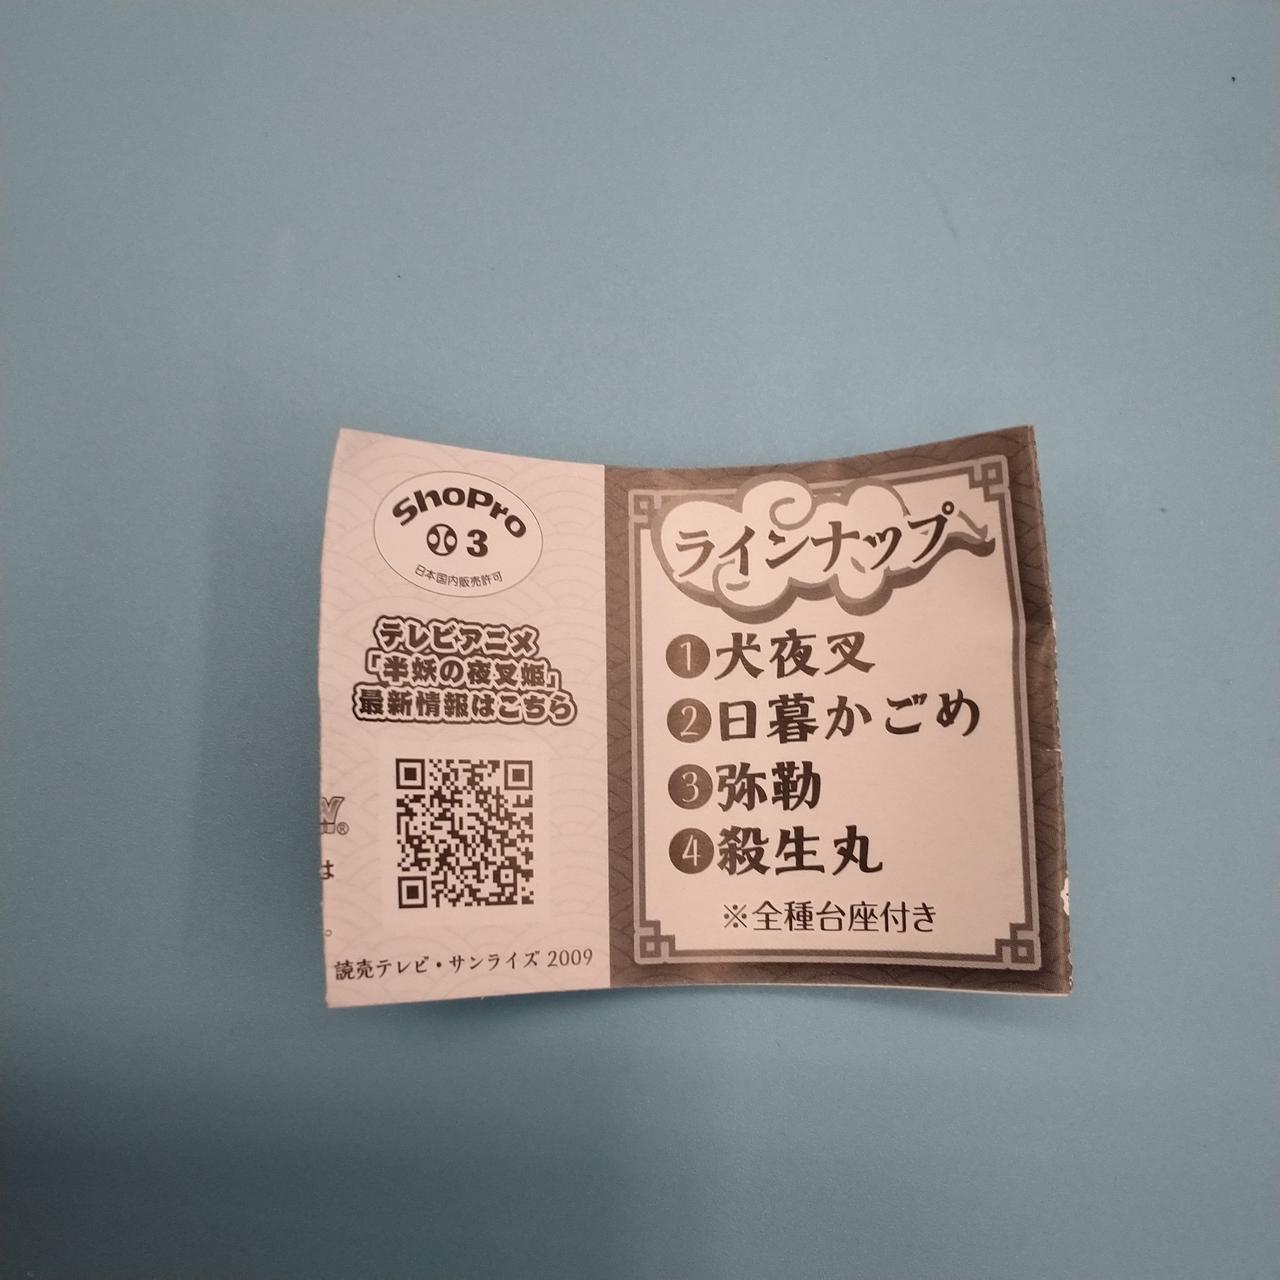 ShoPro
3
日本国内販売許可
テレビアニメ
「半妖の夜叉姫」
最新情報はこちら
®
は
。
読売テレビ・サンライズ 2009
ラインナップ
1 犬夜叉
2 日暮かごめ
3 弥勒
4 殺生丸
※全種台座付き